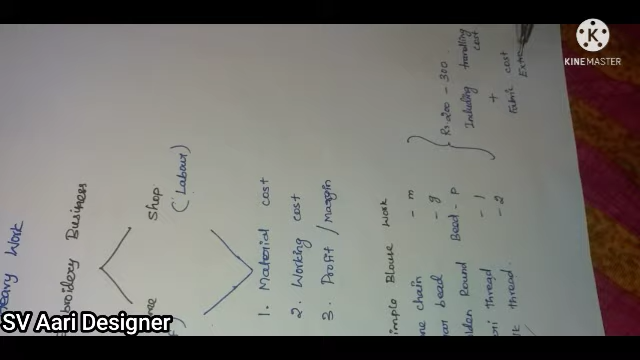 Heavy Work
Embroidery Business
Shop
(Labour)
1. Material cost
2. Working cost
3. Profit / Margin
Simple Blouse Work
chain - m
bead - g
Round Bead - P
thread - 1
thread. - 2
Rs.200 - 300.
Including travelling
cost
+
Fabric cost
Extra
SV Aari Designer
K
KINEMASTER